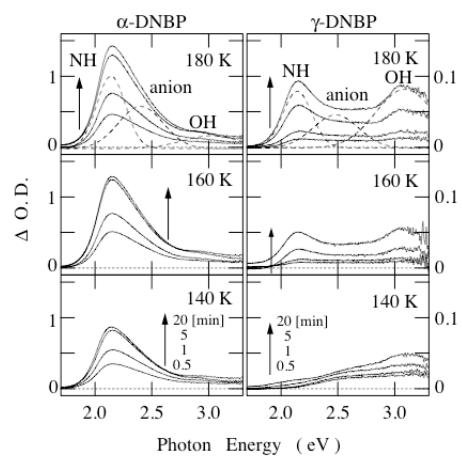 α-DNBP γ-DNBP
180 K 180 K
NH anion OH
NH anion OH
1 0
0.1 0
160 K 160 K
1 0
0.1 0
140 K 140 K
20 [min]
5
1
0.5
20 [min]
5
1
0.5
1 0
0.1 0
Δ O.D.
2.0 2.5 3.0 2.0 2.5 3.0
Photon Energy ( eV )